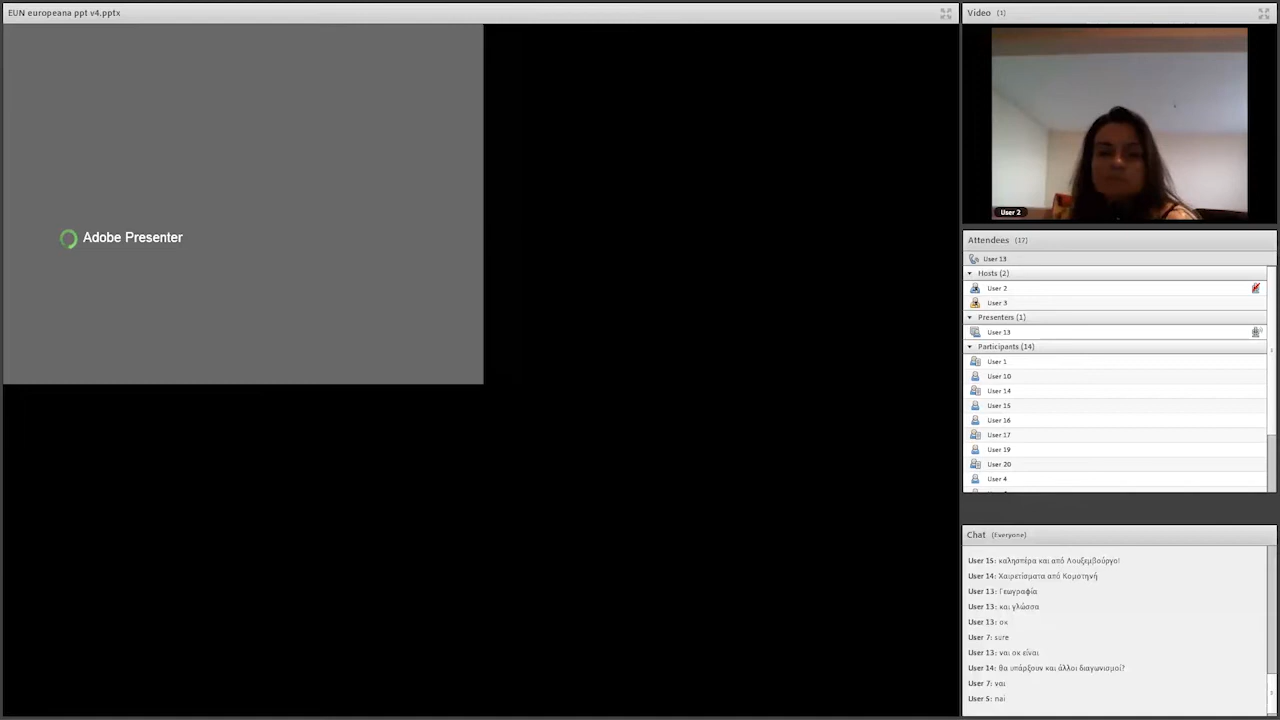 EUN europeana ppt v4.pptx
Adobe Presenter
Video (1)
User 2
Attendees (17)
User 13
Hosts (2)
User 2
User 3
Presenters (1)
User 13
Participants (14)
User 1
User 10
User 14
User 15
User 16
User 17
User 19
User 20
User 4
Chat (Everyone)
User 15: καλησπέρα και από Λουξεμβούργο!
User 14: Χαιρετίσματα από Κομοτηνή
User 13: Γεωγραφία
User 13: και γλώσσα
User 13: οκ
User 7: sure
User 13: ναι οκ είναι
User 14: θα υπάρξουν και άλλοι διαγωνισμοί?
User 7: ναι
User 5: nai